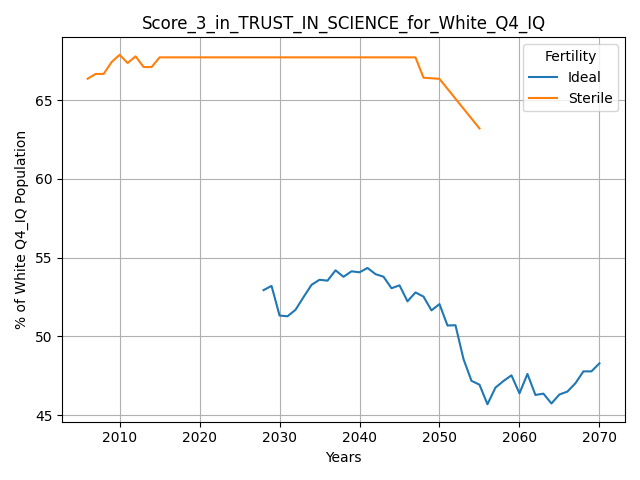 Score_3_in_TRUST_IN_SCIENCE_for_White_Q4_IQ
Fertility
Ideal
Sterile
% of White Q4_IQ Population
65
60
55
50
45
2010 2020 2030 2040 2050 2060 2070
Years